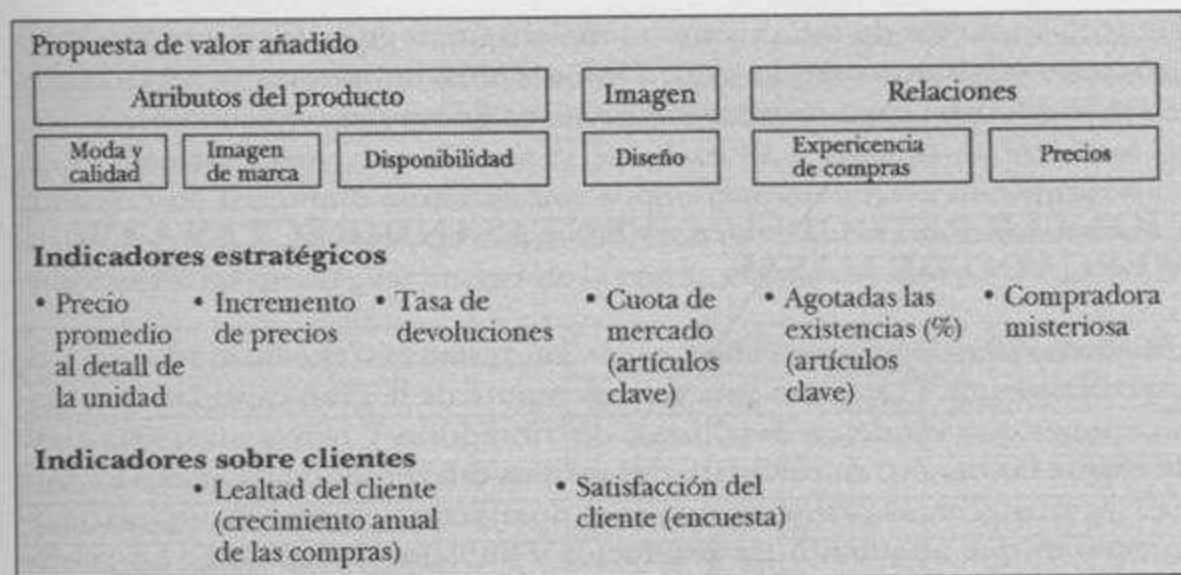 Propuesta de valor añadido
Atributos del producto
Imagen
Relaciones
Moda y
calidad
Imagen
de marca
Disponibilidad
Diseño
Expericencia
de compras
Precios
Indicadores estratégicos
• Precio
promedio
al detall de
la unidad
• Incremento
de precios
• Tasa de
devoluciones
• Cuota de
mercado
(artículos
clave)
• Agotadas las
existencias (%)
(artículos
clave)
• Compradora
misteriosa
Indicadores sobre clientes
• Lealtad del cliente
(crecimiento anual
de las compras)
• Satisfacción del
cliente (encuesta)